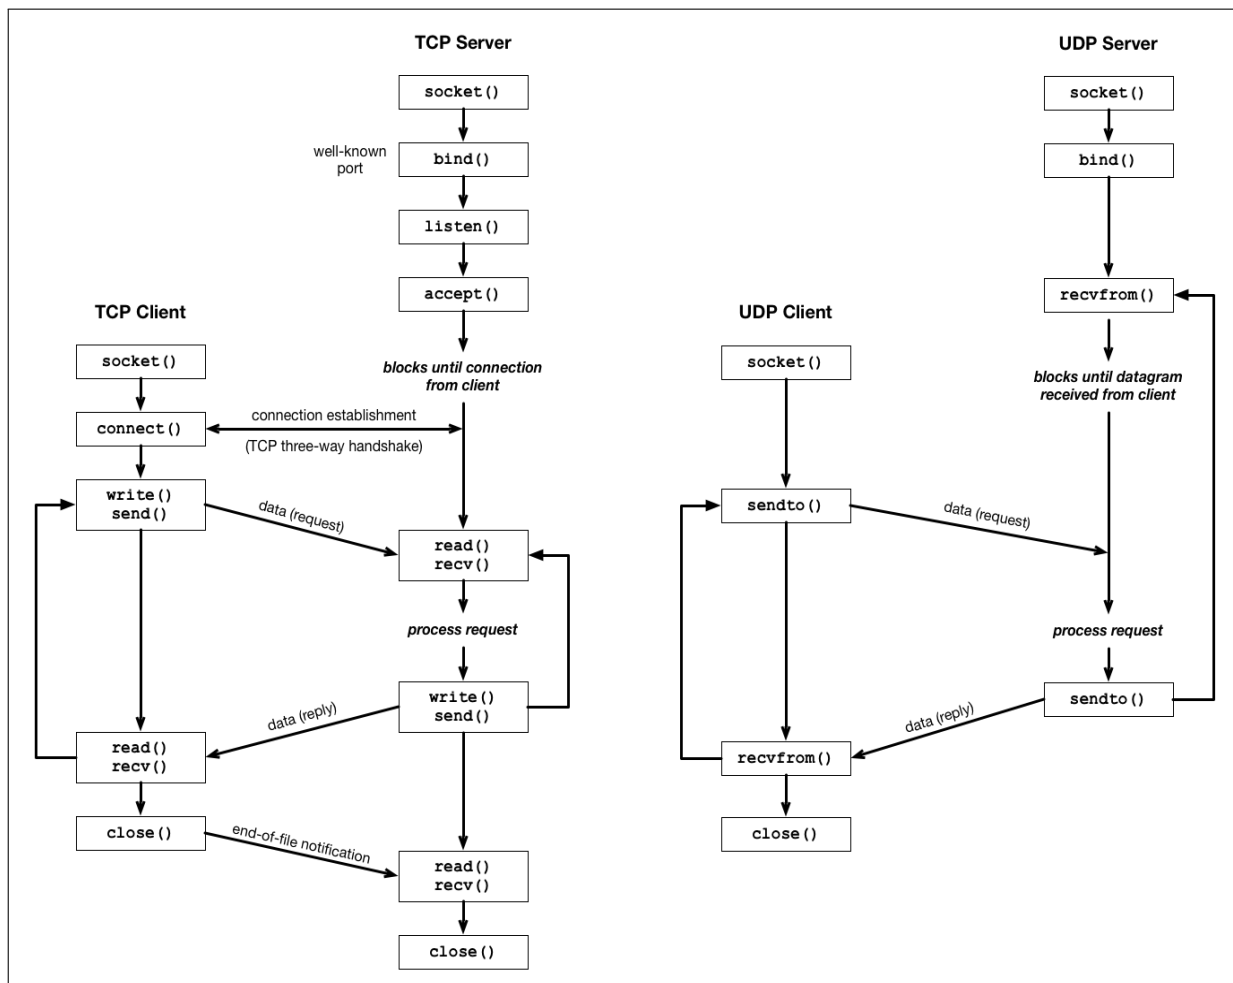 TCP Server
socket()
well-known
port
bind()
listen()
accept()
blocks until connection
from client
TCP Client
socket()
connect()
connection establishment
(TCP three-way handshake)
write()
send()
data (request)
read()
recv()
process request
write()
send()
data (reply)
read()
recv()
close()
end-of-file notification
read()
recv()
close()
UDP Server
socket()
bind()
recvfrom()
blocks until datagram
received from client
UDP Client
socket()
sendto()
data (request)
process request
sendto()
data (reply)
recvfrom()
close()